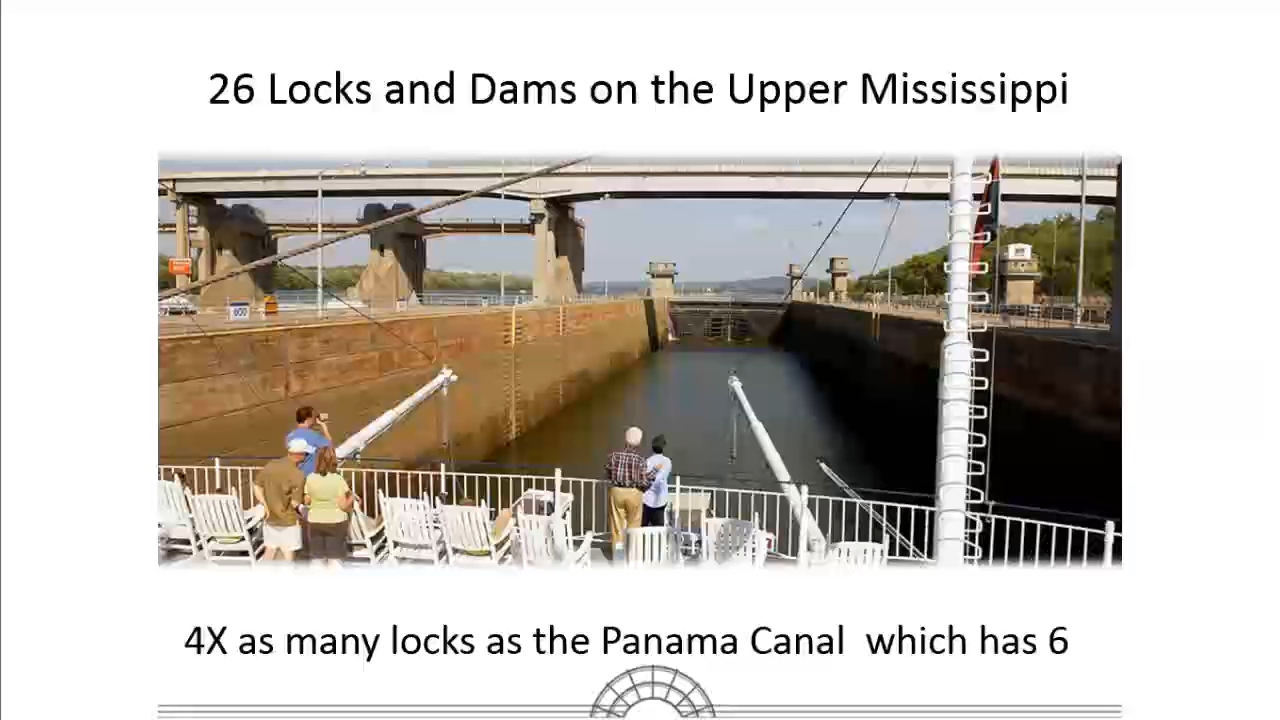 26 Locks and Dams on the Upper Mississippi
600
4X as many locks as the Panama Canal  which has 6